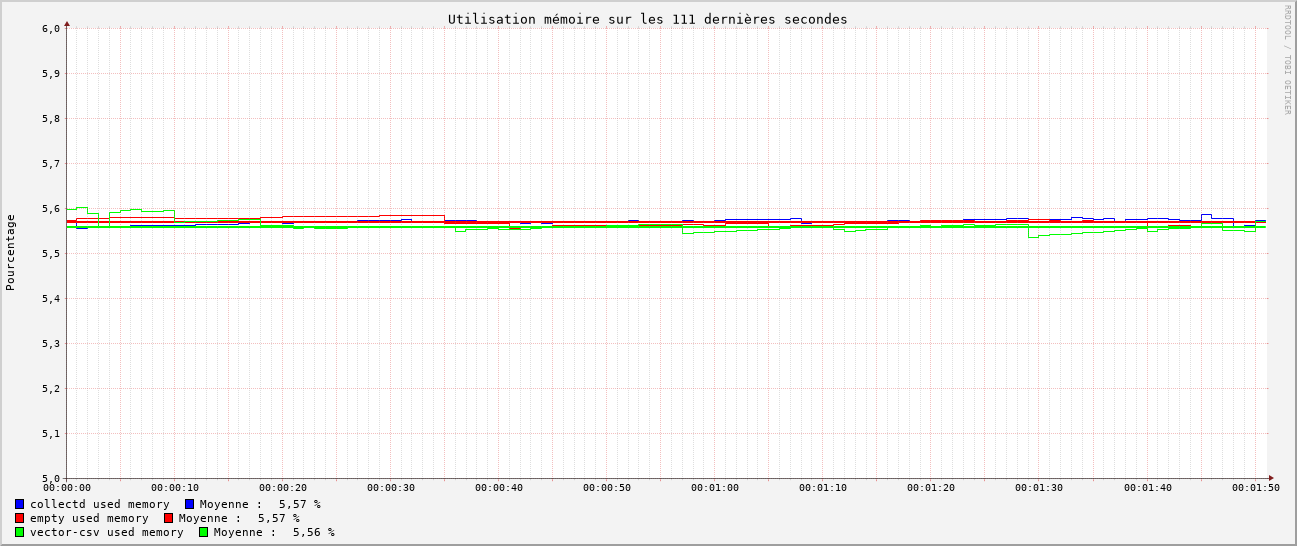 Utilisation mémoire sur les 111 dernières secondes
RRDTOOL / TOBI OETIKER
Pourcentage
6,0
5,9
5,8
5,7
5,6
5,5
5,4
5,3
5,2
5,1
5,0
00:00:00 00:00:10 00:00:20 00:00:30 00:00:40 00:00:50 00:01:00 00:01:10 00:01:20 00:01:30 00:01:40 00:01:50
collectd used memory Moyenne : 5,57 %
empty used memory Moyenne : 5,57 %
vector-csv used memory Moyenne : 5,56 %